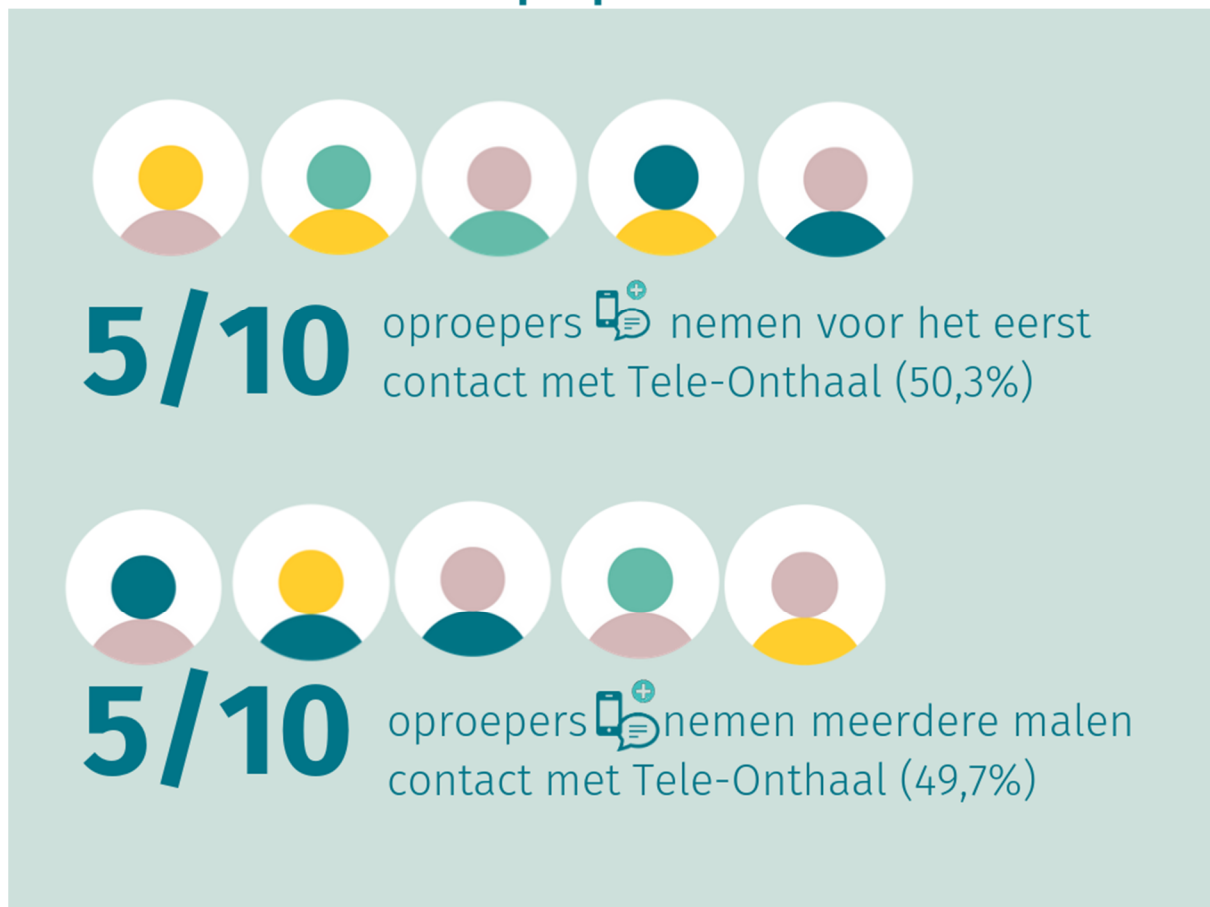 5/10
oproepers nemen voor het eerst
contact met Tele-Onthaal (50,3%)
5/10
oproepers nemen meerdere malen
contact met Tele-Onthaal (49,7%)